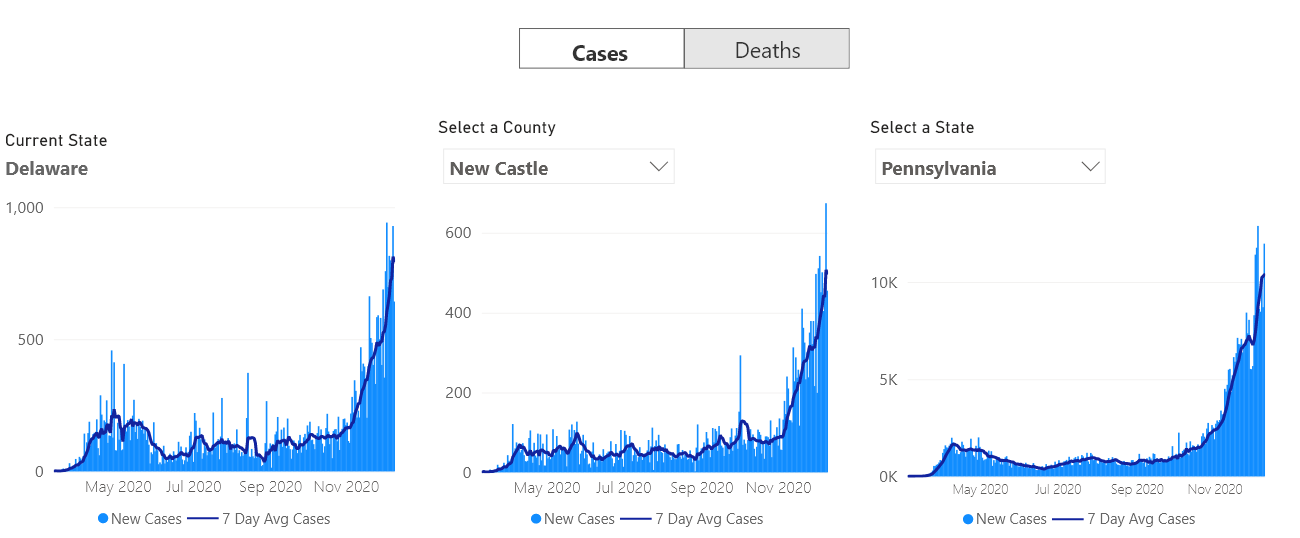 Cases
Deaths
Current State
Delaware
1,000
500
0
May 2020 Jul 2020 Sep 2020 Nov 2020
New Cases 7 Day Avg Cases
Select a County
New Castle
600
400
200
0
May 2020 Jul 2020 Sep 2020 Nov 2020
New Cases 7 Day Avg Cases
Select a State
Pennsylvania
10K
5K
0K
May 2020 Jul 2020 Sep 2020 Nov 2020
New Cases 7 Day Avg Cases